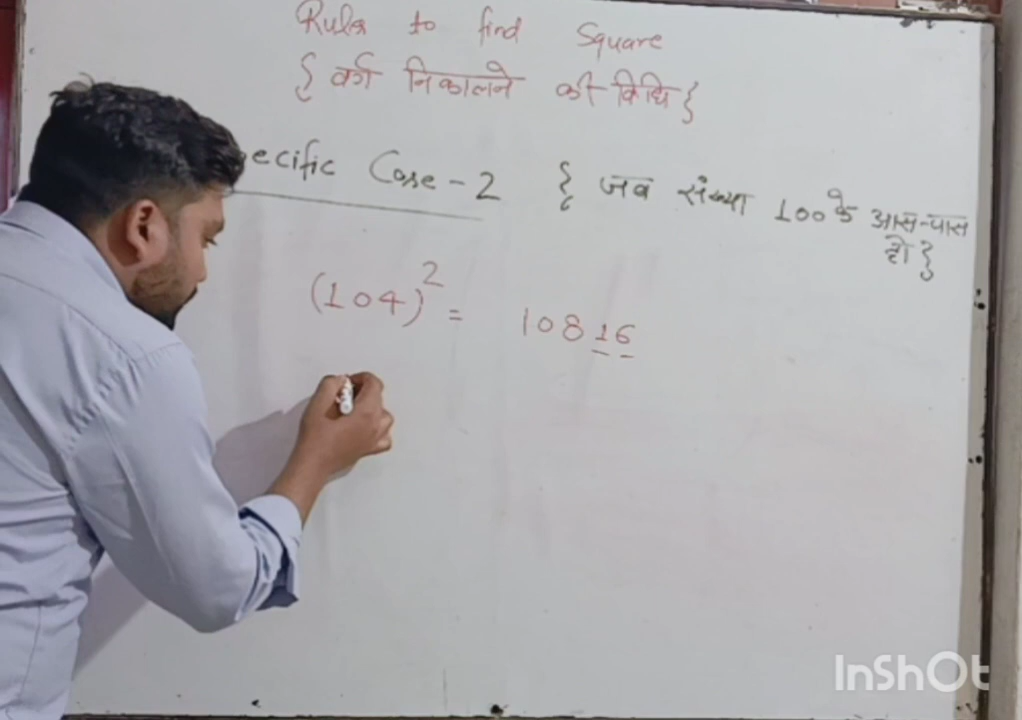 Rules to find Square
{ वर्ग निकालने की विधि }
ecific Case - 2 { जब संख्या 100 के आस-पास
हो }
(104)² = 10816
InShOt